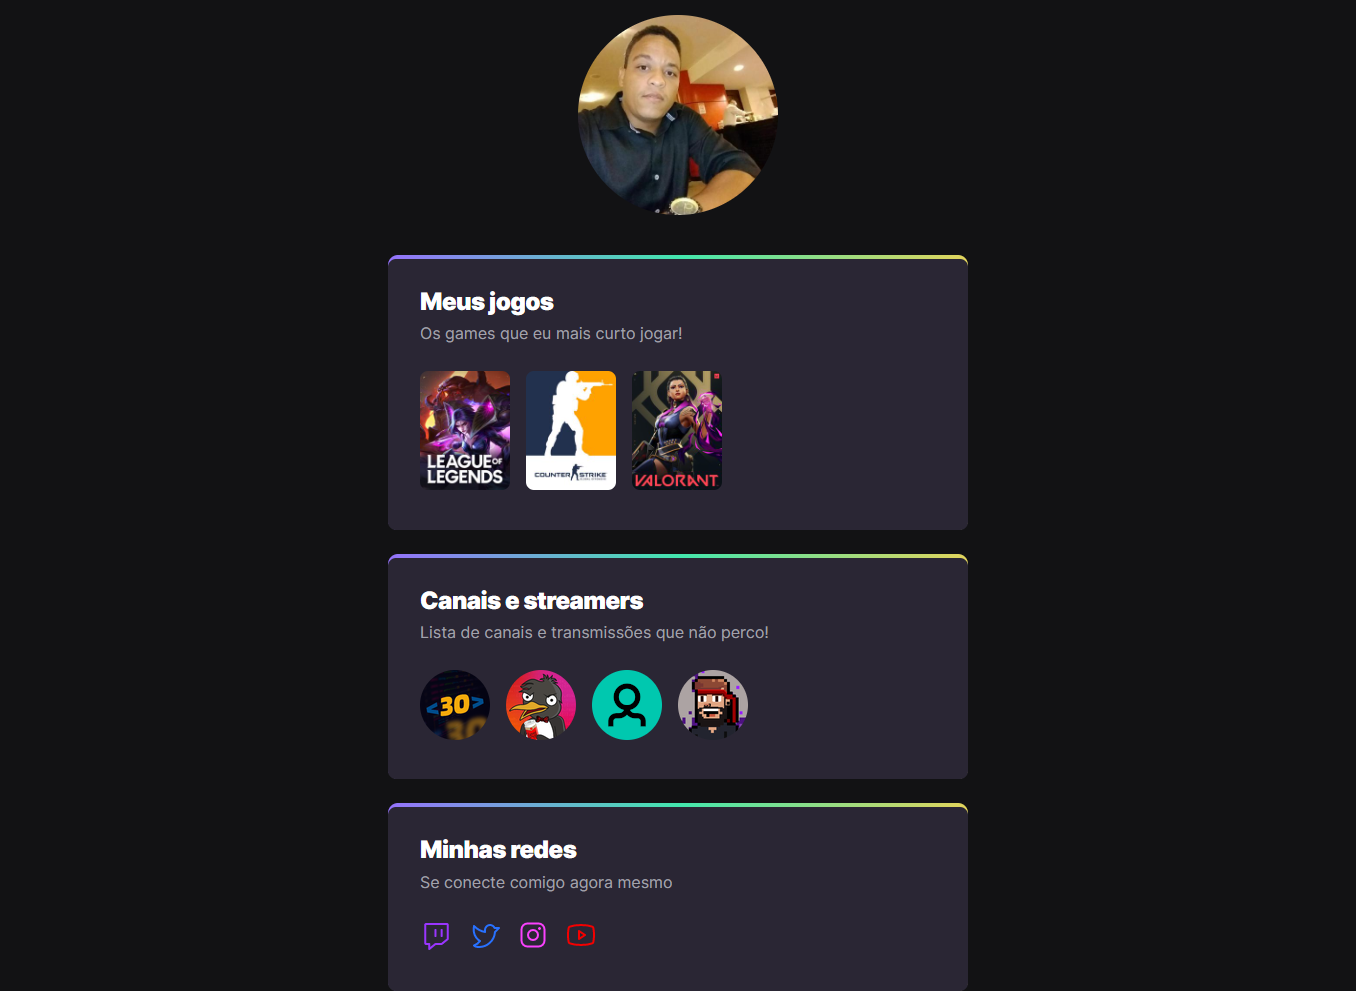 Meus jogos
Os games que eu mais curto jogar!
LEAGUE OF
LEGENDS
COUNTER STRIKE
VALORANT
Canais e streamers
Lista de canais e transmissões que não perco!
<30>
30
Minhas redes
Se conecte comigo agora mesmo